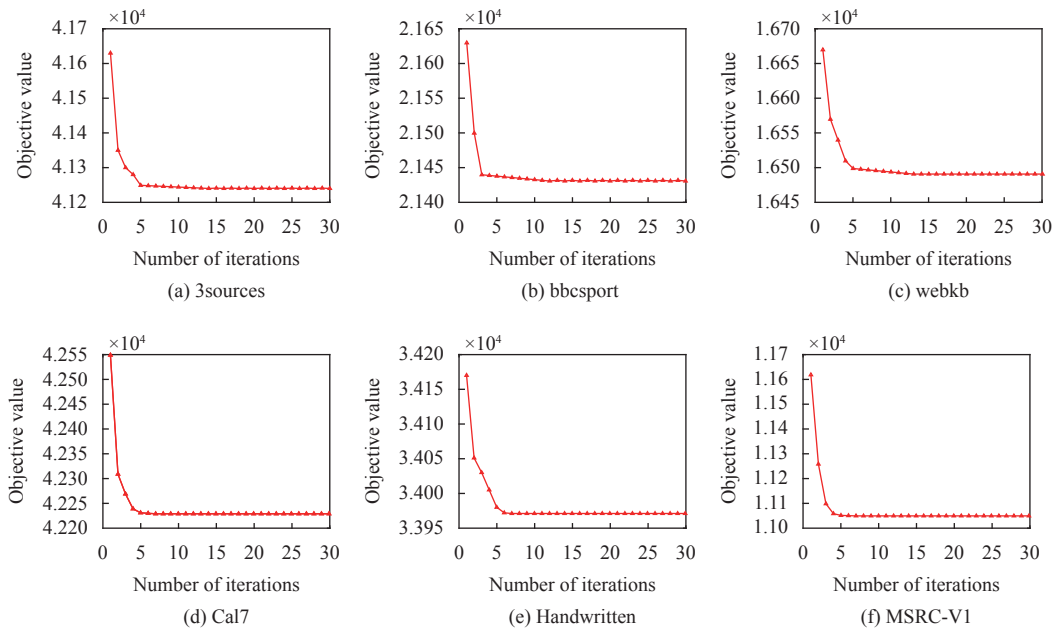 ×10⁴
4.17
4.16
4.15
4.14
4.13
4.12
Objective value
0 5 10 15 20 25 30
Number of iterations
(a) 3sources
×10⁴
2.165
2.160
2.155
2.150
2.145
2.140
Objective value
0 5 10 15 20 25 30
Number of iterations
(b) bbcsport
×10⁴
1.670
1.665
1.660
1.655
1.650
1.645
Objective value
0 5 10 15 20 25 30
Number of iterations
(c) webkb
×10⁴
4.255
4.250
4.240
4.235
4.230
4.225
4.220
Objective value
0 5 10 15 20 25 30
Number of iterations
(d) Cal7
×10⁴
3.420
3.415
3.410
3.405
3.400
3.395
Objective value
0 5 10 15 20 25 30
Number of iterations
(e) Handwritten
×10⁴
1.17
1.16
1.15
1.14
1.13
1.12
1.11
1.10
Objective value
0 5 10 15 20 25 30
Number of iterations
(f) MSRC-V1